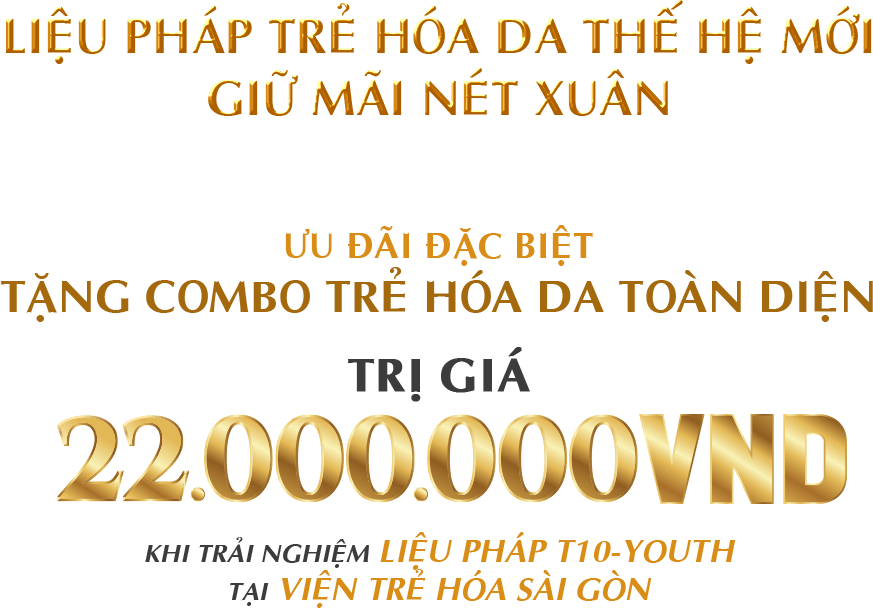 LIỆU PHÁP TRẺ HÓA DA THẾ HỆ MỚI
GIỮ MÃI NÉT XUÂN
ƯU ĐÃI ĐẶC BIỆT
TẶNG COMBO TRẺ HÓA DA TOÀN DIỆN
TRỊ GIÁ
22.000.000VND
KHI TRẢI NGHIỆM LIỆU PHÁP T10-YOUTH
TẠI VIỆN TRẺ HÓA SÀI GÒN